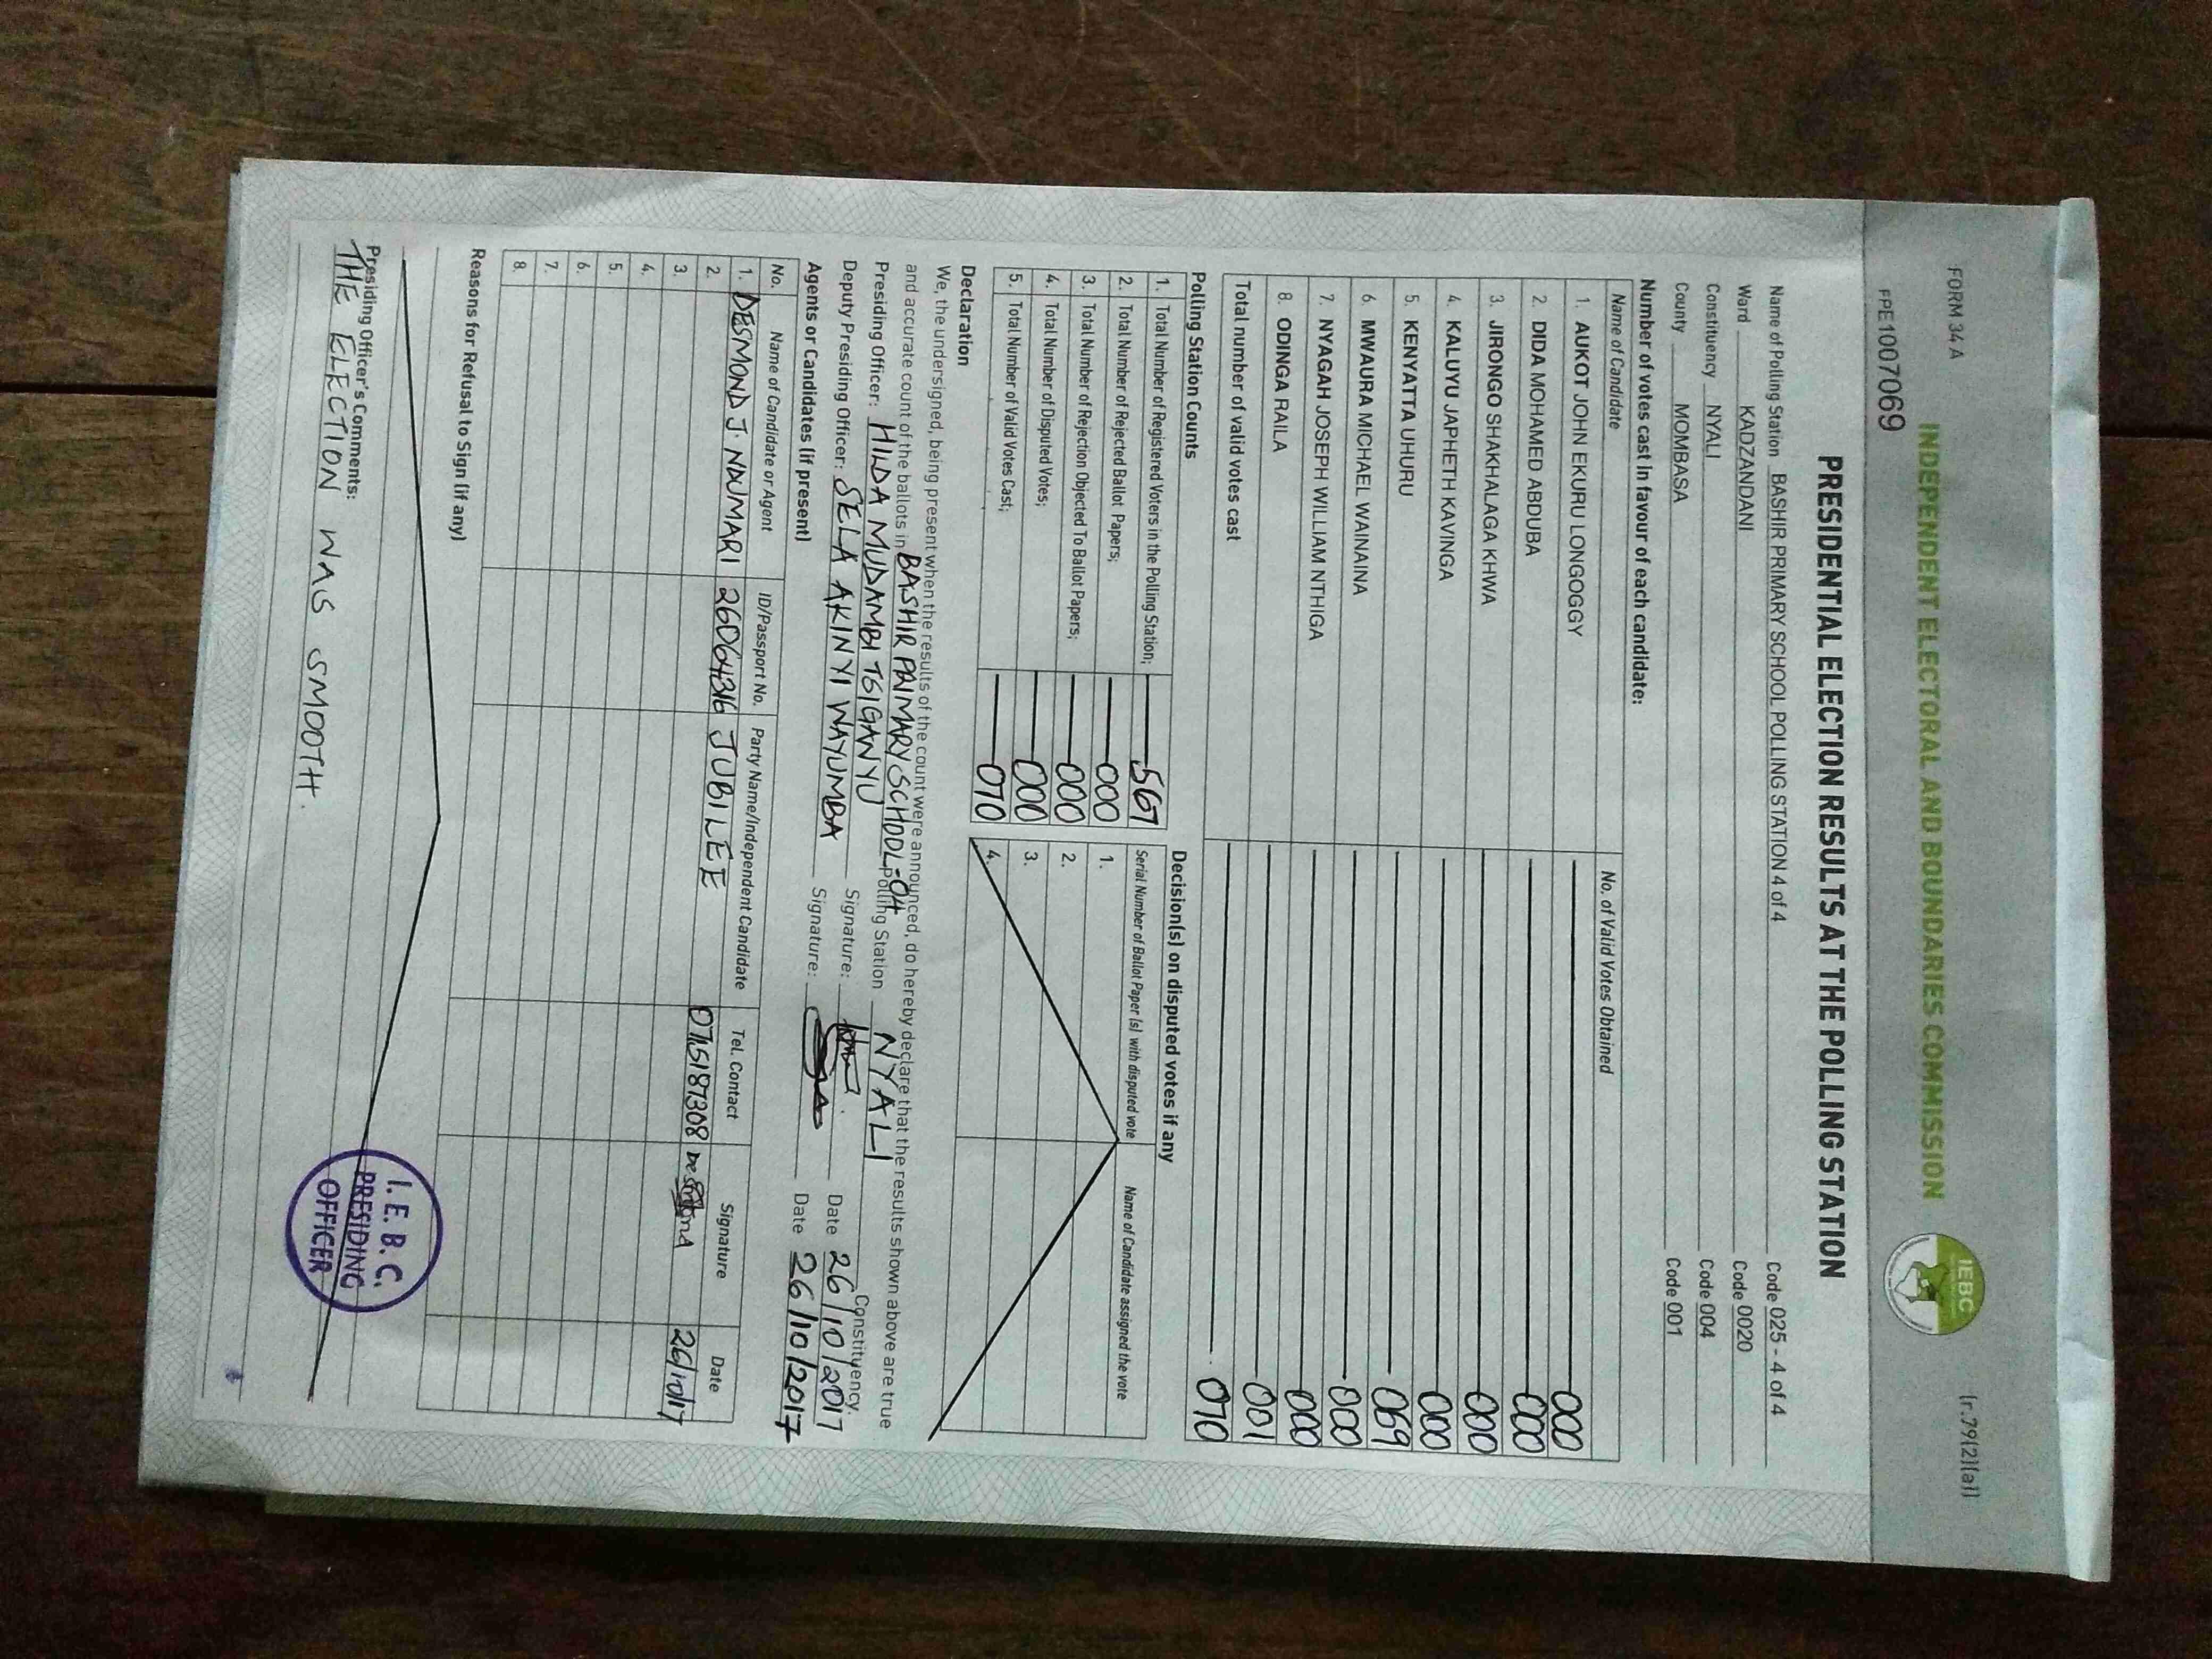 FORM 34 A
(r.79(2)(a))
INDEPENDENT ELECTORAL AND BOUNDARIES COMMISSION
IEBC
FPE1007069
PRESIDENTIAL ELECTION RESULTS AT THE POLLING STATION
Name of Polling Station BASHIR PRIMARY SCHOOL POLLING STATION 4 of 4 Code 025 - 4 of 4
Ward KADZANDANI Code 0020
Constituency NYALI Code 004
County MOMBASA Code 001
Number of votes cast in favour of each candidate:
Name of Candidate No. of Valid Votes Obtained
1. AUKOT JOHN EKURU LONGOGGY 000
2. DIDA MOHAMED ABDUBA 000
3. JIRONGO SHAKHALAGA KHWA 000
4. KALUYU JAPHETH KAVINGA 000
5. KENYATTA UHURU 069
6. MWAURA MICHAEL WAINAINA 000
7. NYAGAH JOSEPH WILLIAM NTHIGA 000
8. ODINGA RAILA 001
Total number of valid votes cast 070
Polling Station Counts
1. Total Number of Registered Voters in the Polling Station; 567
2. Total Number of Rejected Ballot Papers; 000
3. Total Number of Rejection Objected To Ballot Papers; 000
4. Total Number of Disputed Votes; 000
5. Total Number of Valid Votes Cast; 070
Decision(s) on disputed votes if any
Serial Number of Ballot Paper (s) with disputed vote Name of Candidate assigned the vote
1.
2.
3.
4.
Declaration
We, the undersigned, being present when the results of the count were announced, do hereby declare that the results shown above are true
and accurate count of the ballots in BASHIR PRIMARY SCHOOL-04 Polling Station NYALI Constituency.
Presiding Officer: HILDA MUDAMBI TSIGANYU Signature: Date 26/10/2017
Deputy Presiding Officer: SELA AKINYI WAYUMBA Signature: Date 26/10/2017
Agents or Candidates (if present)
No. Name of Candidate or Agent ID/Passport No. Party Name/Independent Candidate Tel. Contact Signature Date
1. DESMOND J. NDUMARI JUBILEE 26/10/17
2.
3.
4.
5.
6.
7.
8.
Reasons for Refusal to Sign (if any)
Presiding Officer's Comments:
THE ELECTION WAS SMOOTH.
I. E. B. C.
PRESIDING
OFFICER